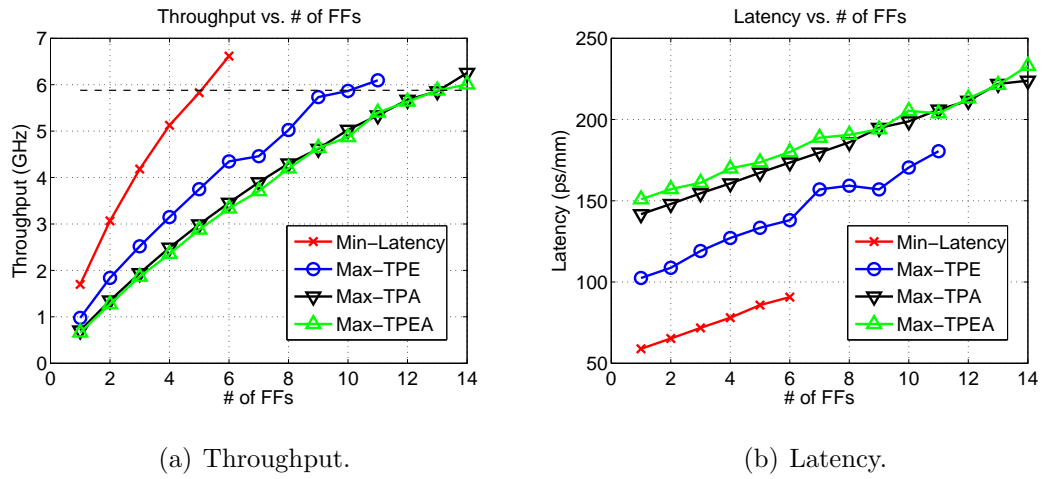 Throughput vs. # of FFs
7
6
5
4
3
2
1
0
Throughput (GHz)
Min−Latency
Max−TPE
Max−TPA
Max−TPEA
0 2 4 6 8 10 12 14
# of FFs
(a) Throughput.
Latency vs. # of FFs
250
200
150
100
50
Latency (ps/mm)
Min−Latency
Max−TPE
Max−TPA
Max−TPEA
0 2 4 6 8 10 12 14
# of FFs
(b) Latency.